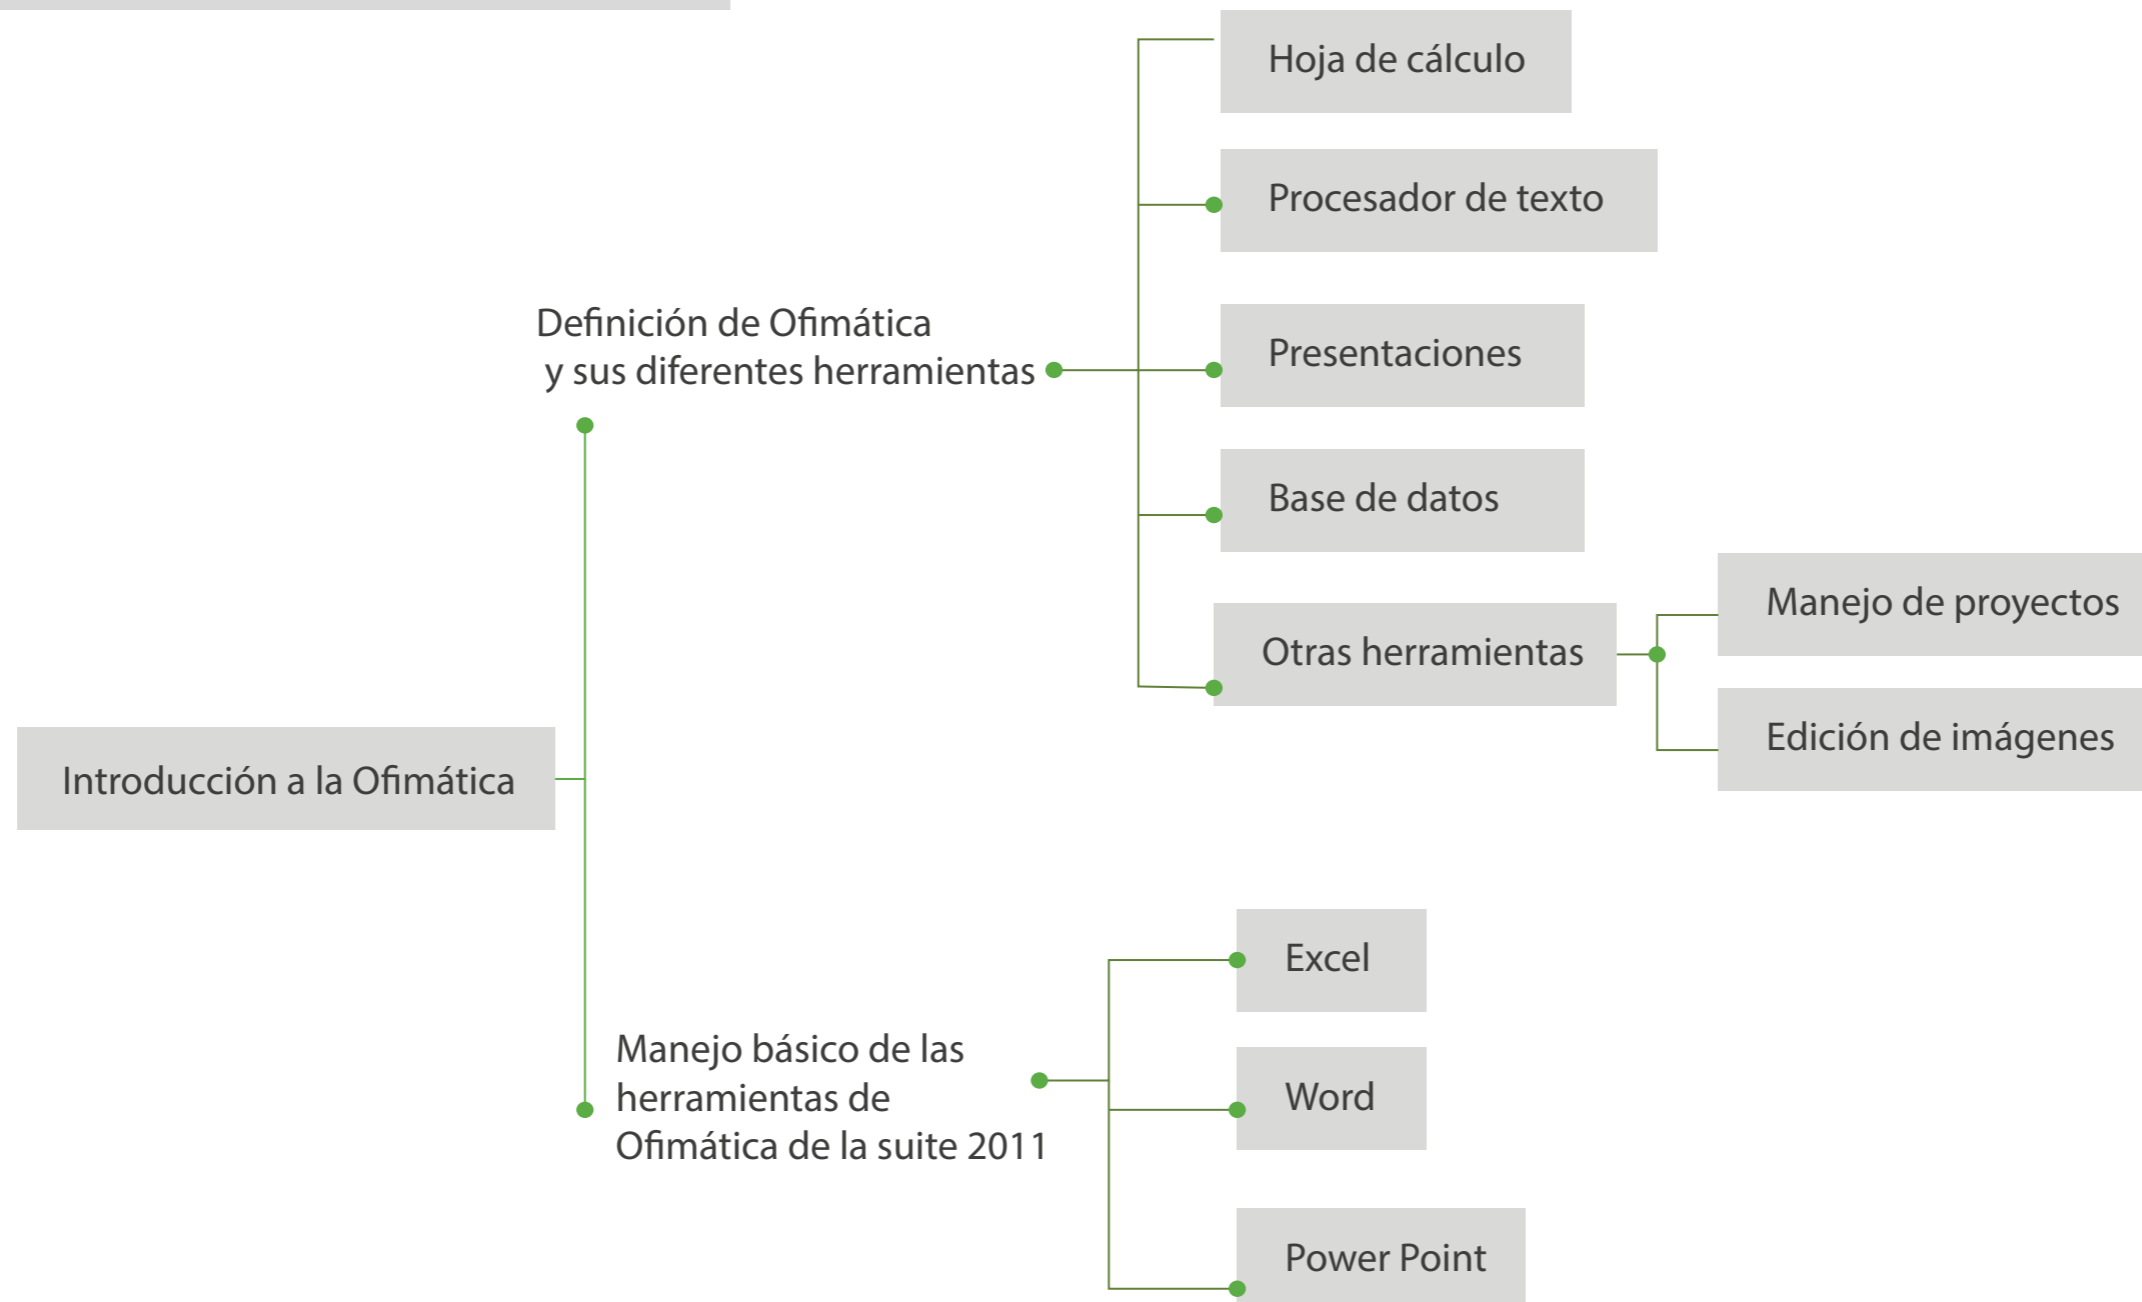 Hoja de cálculo
Procesador de texto
Definición de Ofimática
y sus diferentes herramientas
Presentaciones
Base de datos
Otras herramientas
Manejo de proyectos
Edición de imágenes
Introducción a la Ofimática
Manejo básico de las
herramientas de
Ofimática de la suite 2011
Excel
Word
Power Point